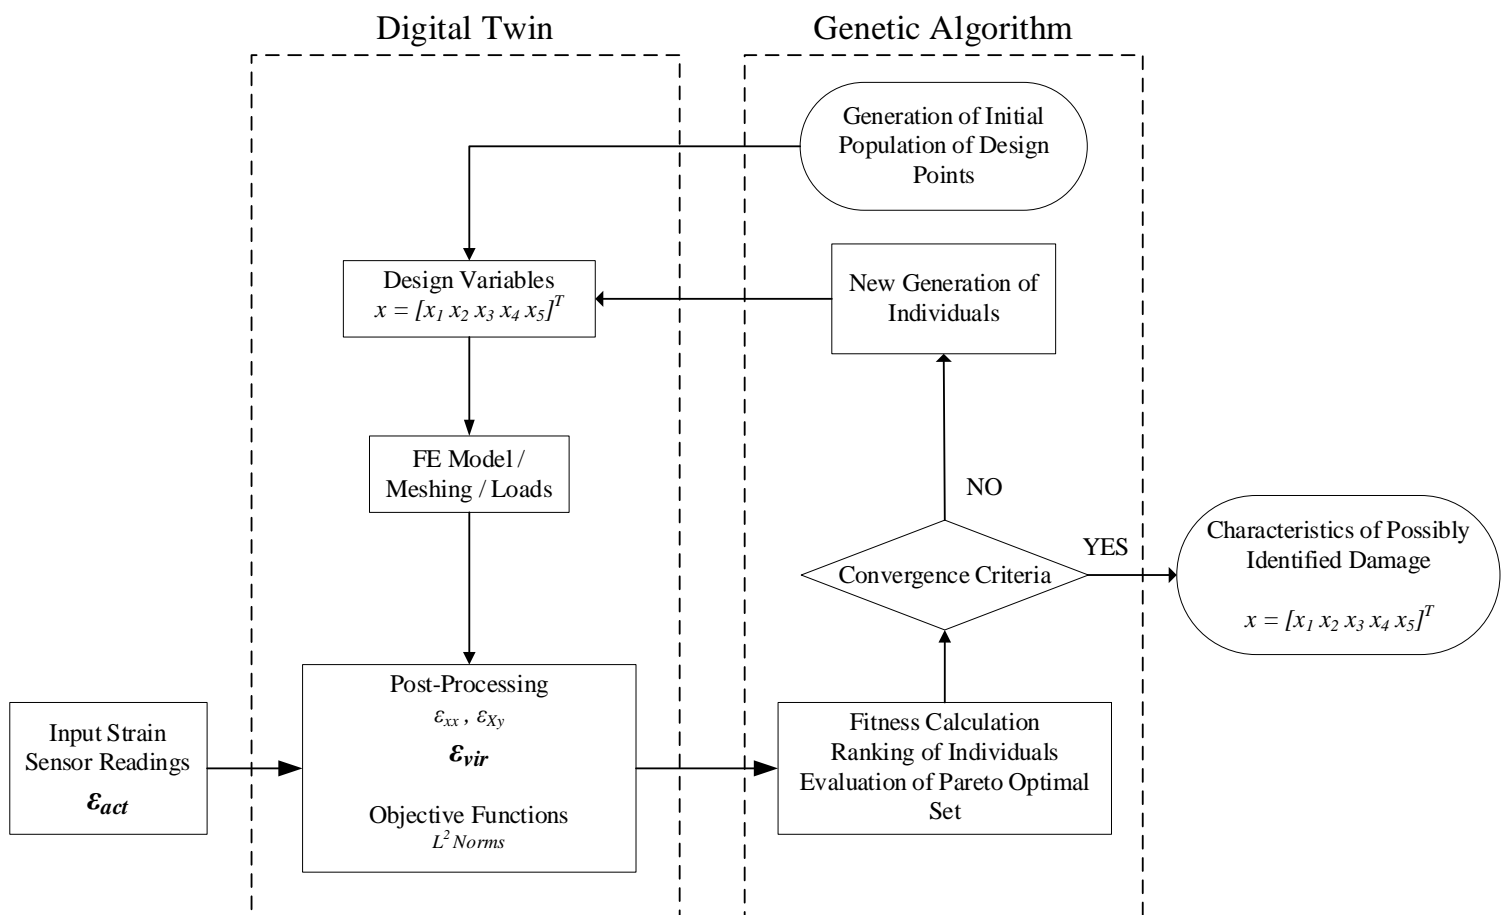 Digital Twin
Genetic Algorithm
Generation of Initial
Population of Design
Points
Design Variables
x = [x₁ x₂ x₃ x₄ x₅]ᵀ
New Generation of
Individuals
FE Model /
Meshing / Loads
NO
YES
Convergence Criteria
Characteristics of Possibly
Identified Damage
x = [x₁ x₂ x₃ x₄ x₅]ᵀ
Input Strain
Sensor Readings
εact
Post-Processing
εxx , εXy
εvir
Objective Functions
L² Norms
Fitness Calculation
Ranking of Individuals
Evaluation of Pareto Optimal
Set